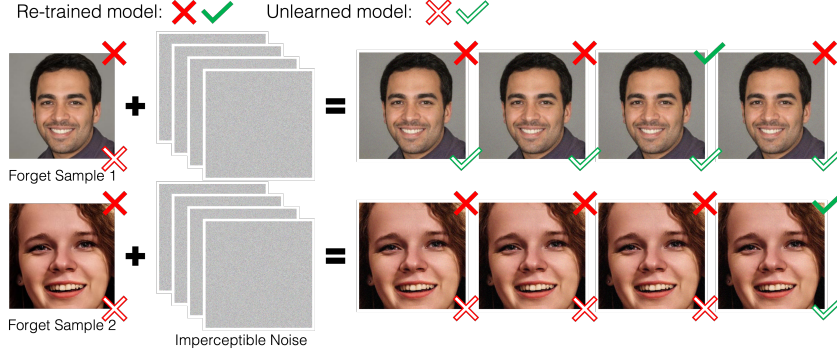 Re-trained model: Unlearned model:
Forget Sample 1
Forget Sample 2
Imperceptible Noise